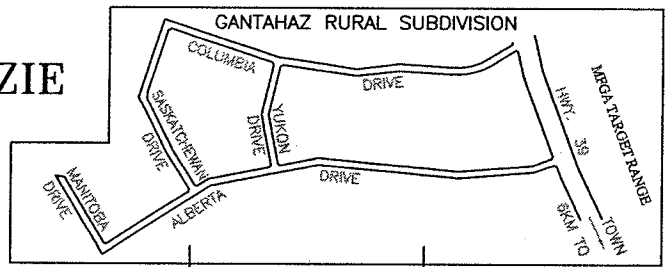 GANTAHAZ RURAL SUBDIVISION
ZIE
COLUMBIA
DRIVE
SASKATCHEWAN
DRIVE
YUKON
DRIVE
HWY. 39
MFGA TARGET RANGE
MANITOBA
DRIVE
ALBERTA
DRIVE
6KM TO
TOWN